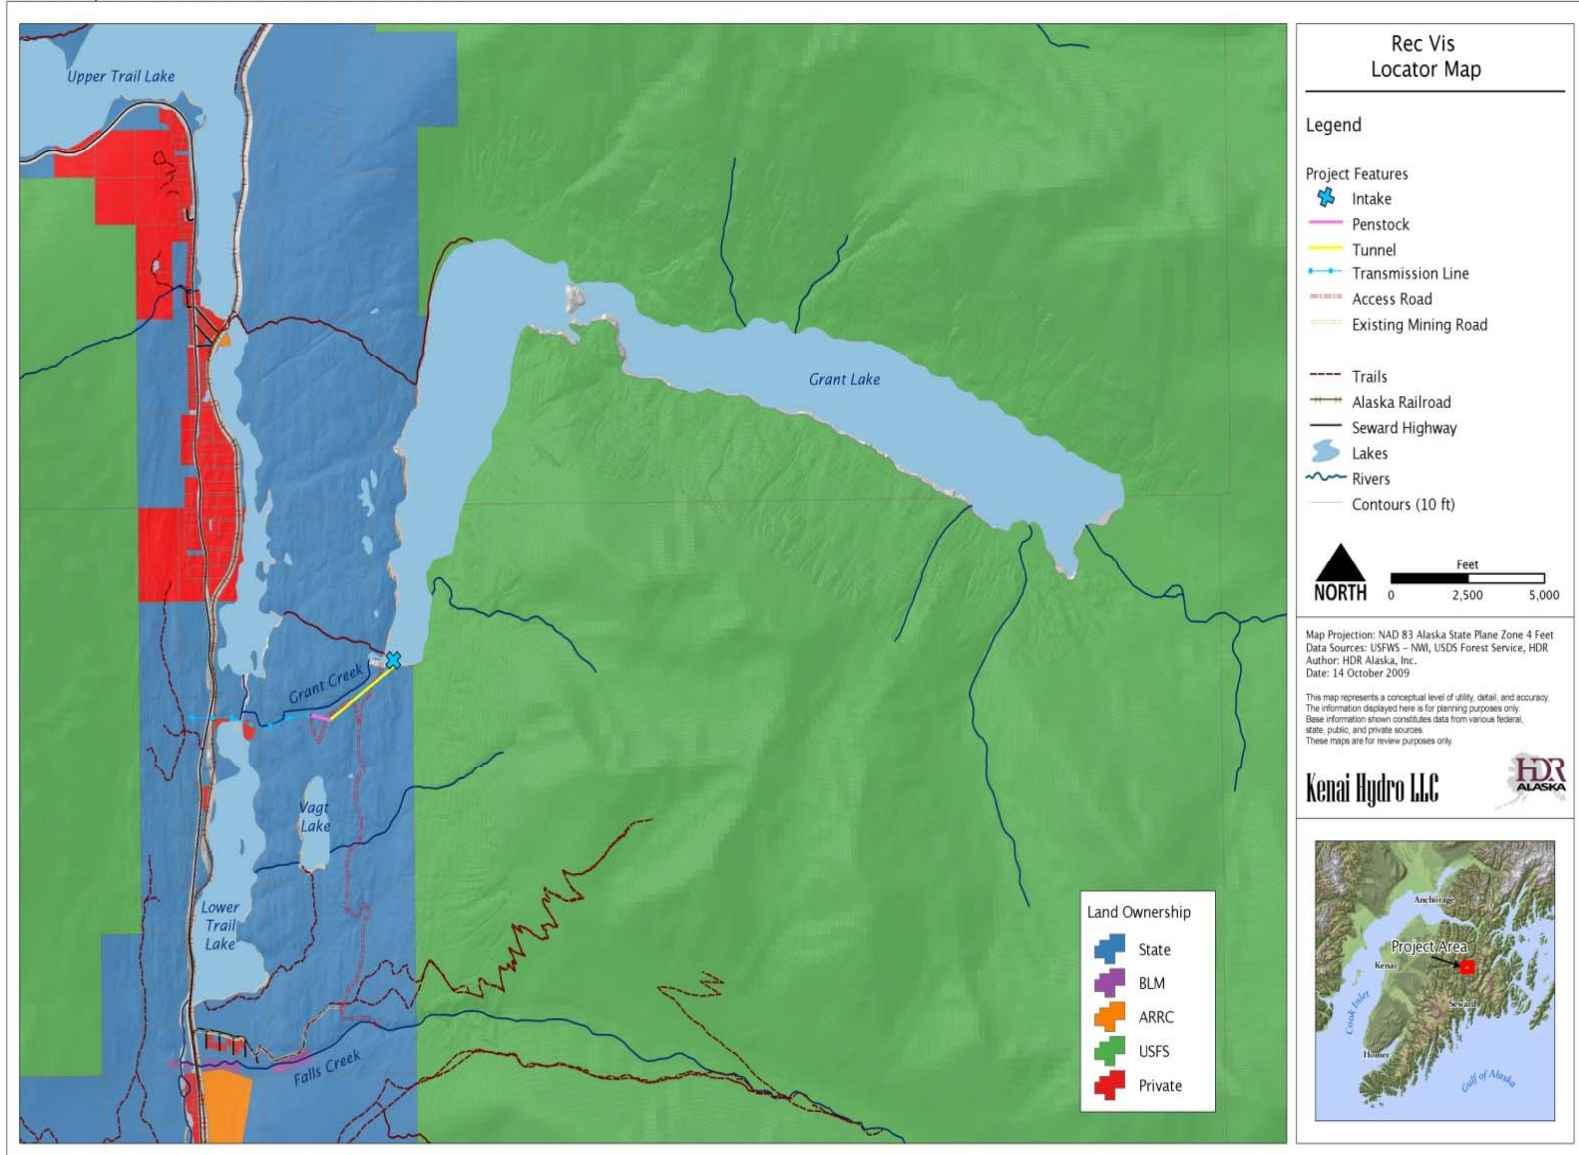 Upper Trail Lake
Grant Lake
Grant Creek
Vagt
Lake
Lower
Trail
Lake
Falls Creek
Land Ownership
State
BLM
ARRC
USFS
Private
Rec Vis
Locator Map
Legend
Project Features
Intake
Penstock
Tunnel
Transmission Line
Access Road
Existing Mining Road
Trails
Alaska Railroad
Seward Highway
Lakes
Rivers
Contours (10 ft)
NORTH
Feet
0 2,500 5,000
Map Projection: NAD 83 Alaska State Plane Zone 4 Feet
Data Sources: USFWS - NWI, USDS Forest Service, HDR
Author: HDR Alaska, Inc.
Date: 14 October 2009
This map represents a conceptual level of utility, detail, and accuracy.
The information displayed here is for planning purposes only.
Base information shown constitutes data from various federal,
state, public, and private sources.
These maps are for review purposes only.
Kenai Hydro LLC
HDR
ALASKA
Anchorage
Project Area
Kenai
Seward
Cook Inlet
Homer
Gulf of Alaska